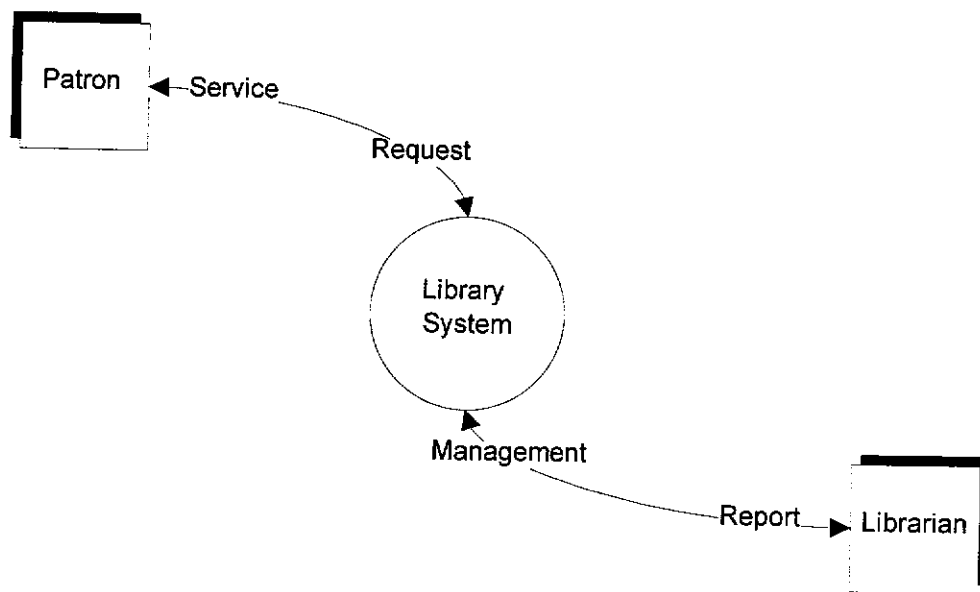 Patron
Service
Request
Library
System
Management
Report
Librarian